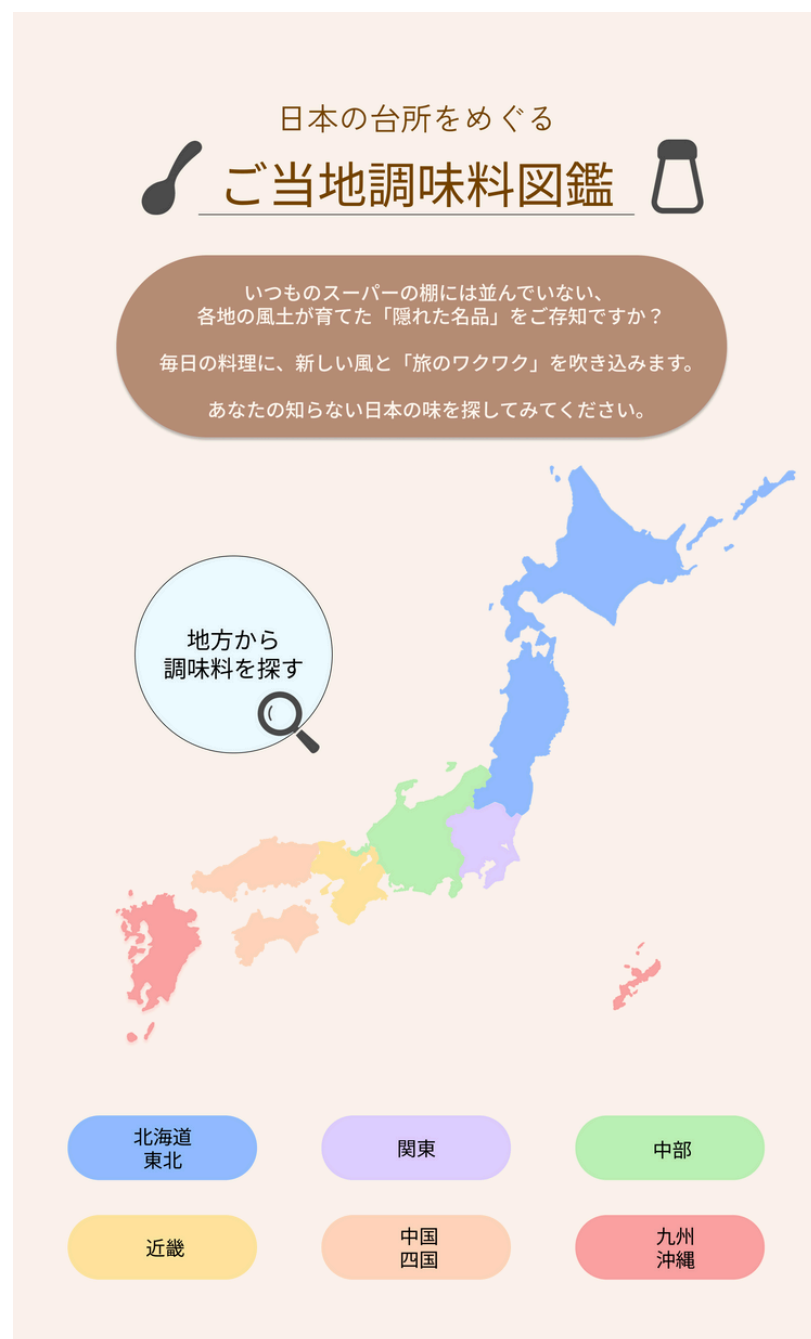 日本の台所をめぐる
ご当地調味料図鑑
いつものスーパーの棚には並んでいない、
各地の風土が育てた「隠れた名品」をご存知ですか？
毎日の料理に、新しい風と「旅のワクワク」を吹き込みます。
あなたの知らない日本の味を探してみてください。
地方から
調味料を探す
北海道
東北
関東
中部
近畿
中国
四国
九州
沖縄